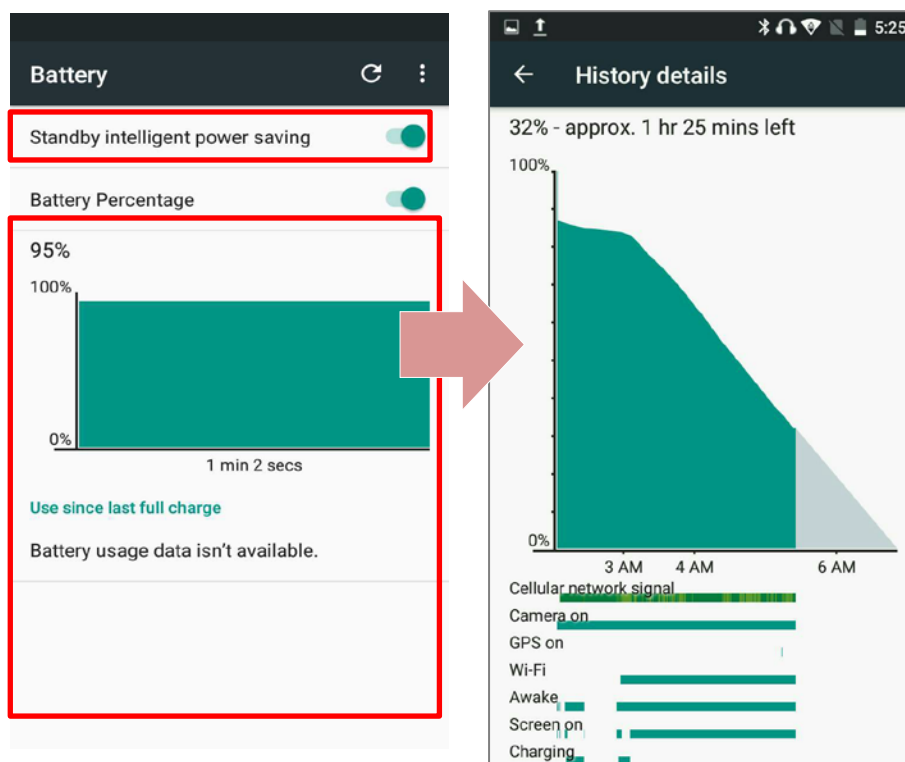 Battery
Standby intelligent power saving
Battery Percentage
95%
100%
0%
1 min 2 secs
Use since last full charge
Battery usage data isn't available.
5:25
History details
32% - approx. 1 hr 25 mins left
100%
0%
3 AM 4 AM 6 AM
Cellular network signal
Camera on
GPS on
Wi-Fi
Awake
Screen on
Charging